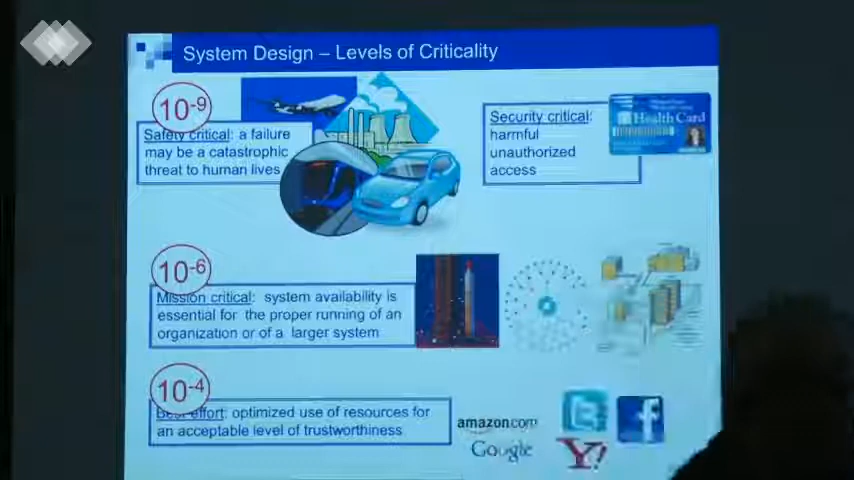 System Design – Levels of Criticality
10-9
Safety critical: a failure
may be a catastrophic
threat to human lives
Security critical:
harmful
unauthorized
access
Health Card
10-6
Mission critical: system availability is
essential for the proper running of an
organization or of a larger system
10-4
Best effort: optimized use of resources for
an acceptable level of trustworthiness
amazon.com
Google
Y!
f